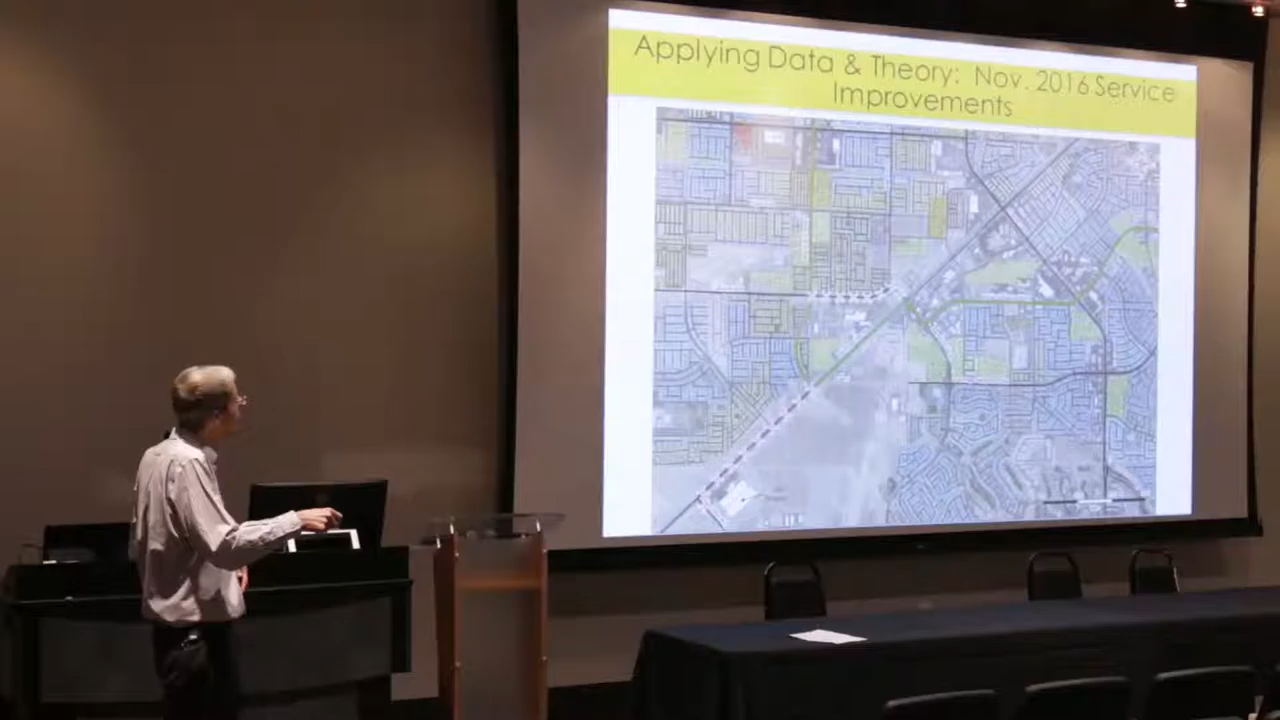 Applying Data & Theory: Nov. 2016 Service
Improvements